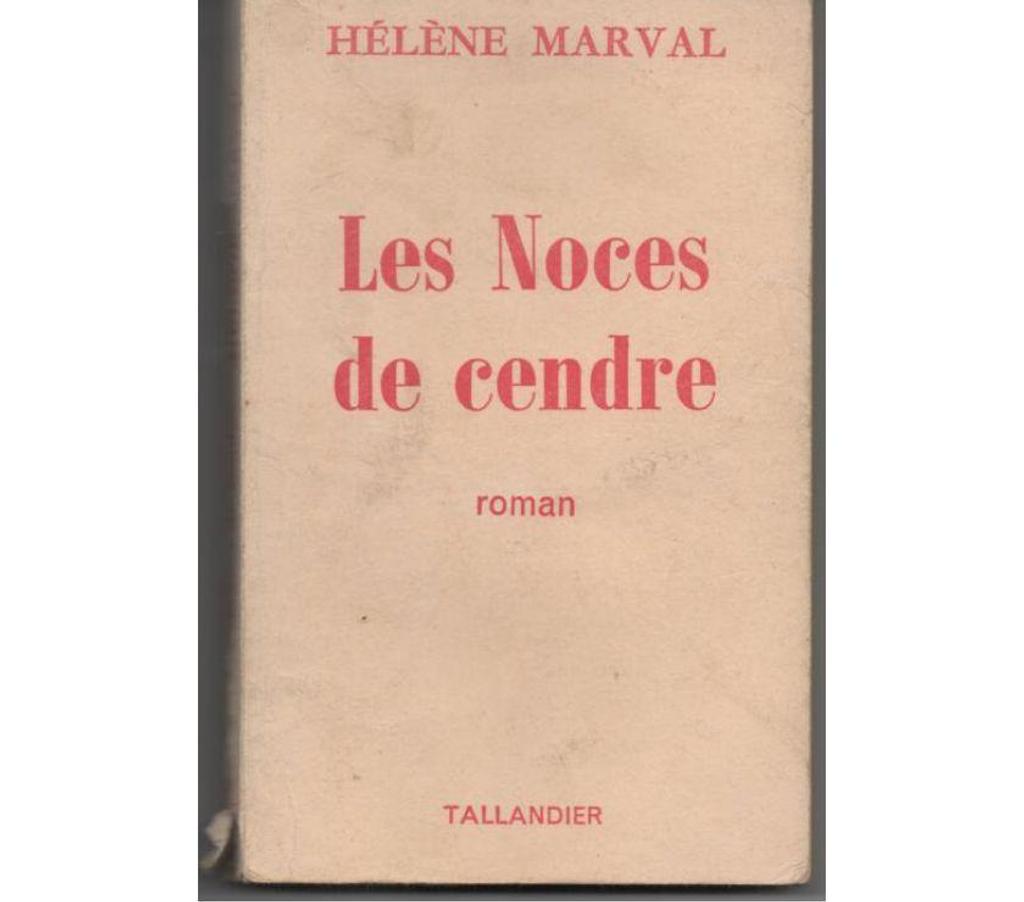 HÉLÈNE MARVAL
Les Noces
de cendre
roman
TALLANDIER